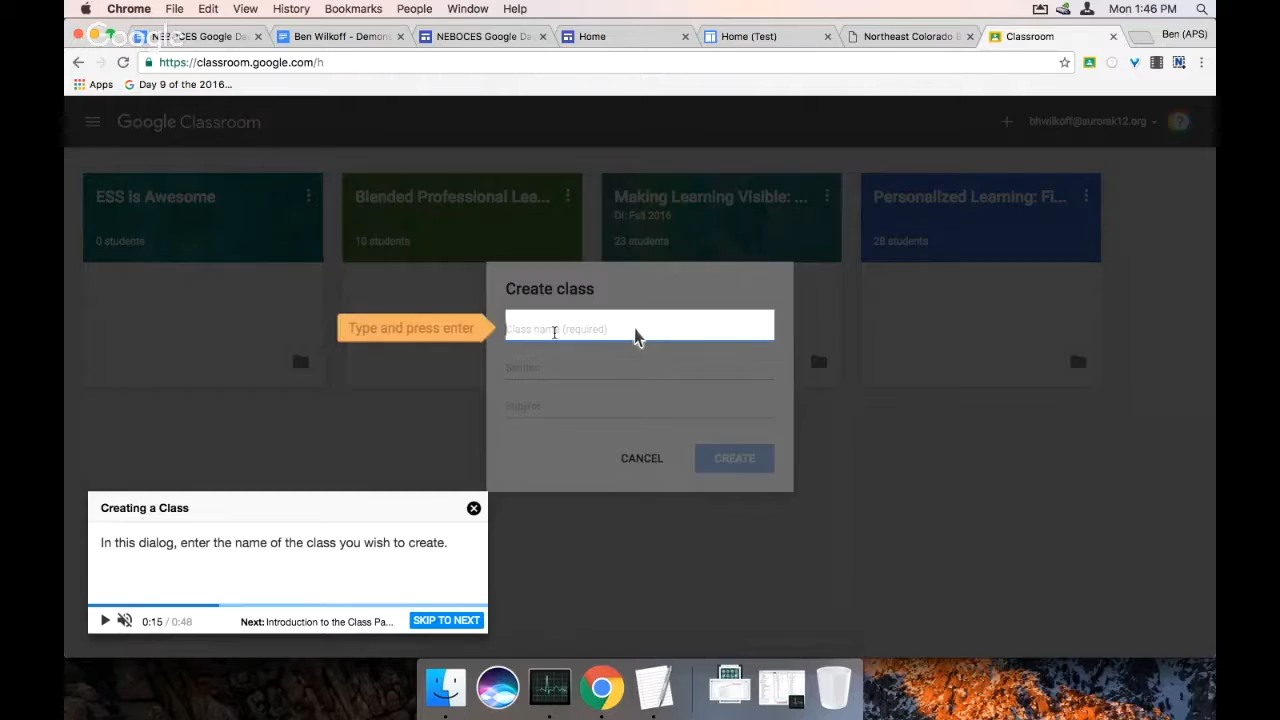 Chrome File Edit View History Bookmarks People Window Help Mon 1:46 PM
Google
NEBOCES Google Da Ben Wilkoff - Demons NEBOCES Google Da Home Home (Test) Northeast Colorado B Classroom Ben (APS)
https://classroom.google.com/h
Apps Day 9 of the 2016...
Google Classroom bhwilkoff@aurorak12.org
ESS is Awesome Blended Professional Lea... Making Learning Visible: ... Personalized Learning: Fi...
DI: Fall 2016
0 students 10 students 23 students 28 students
Create class
Type and press enter Class name (required)
Section
Subject
CANCEL CREATE
Creating a Class
In this dialog, enter the name of the class you wish to create.
0:15 / 0:48 Next: Introduction to the Class Pa... SKIP TO NEXT